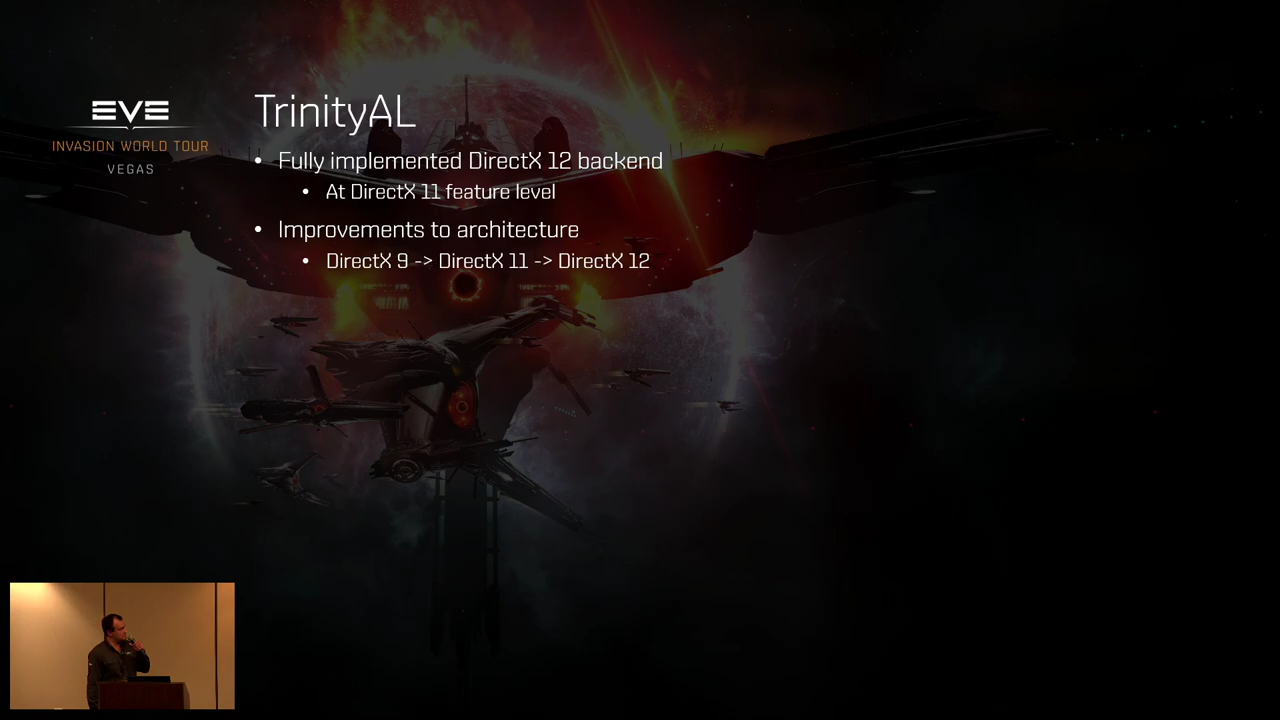 EVE
INVASION WORLD TOUR
VEGAS
TrinityAL
• Fully implemented DirectX 12 backend
• At DirectX 11 feature level
• Improvements to architecture
• DirectX 9 -> DirectX 11 -> DirectX 12